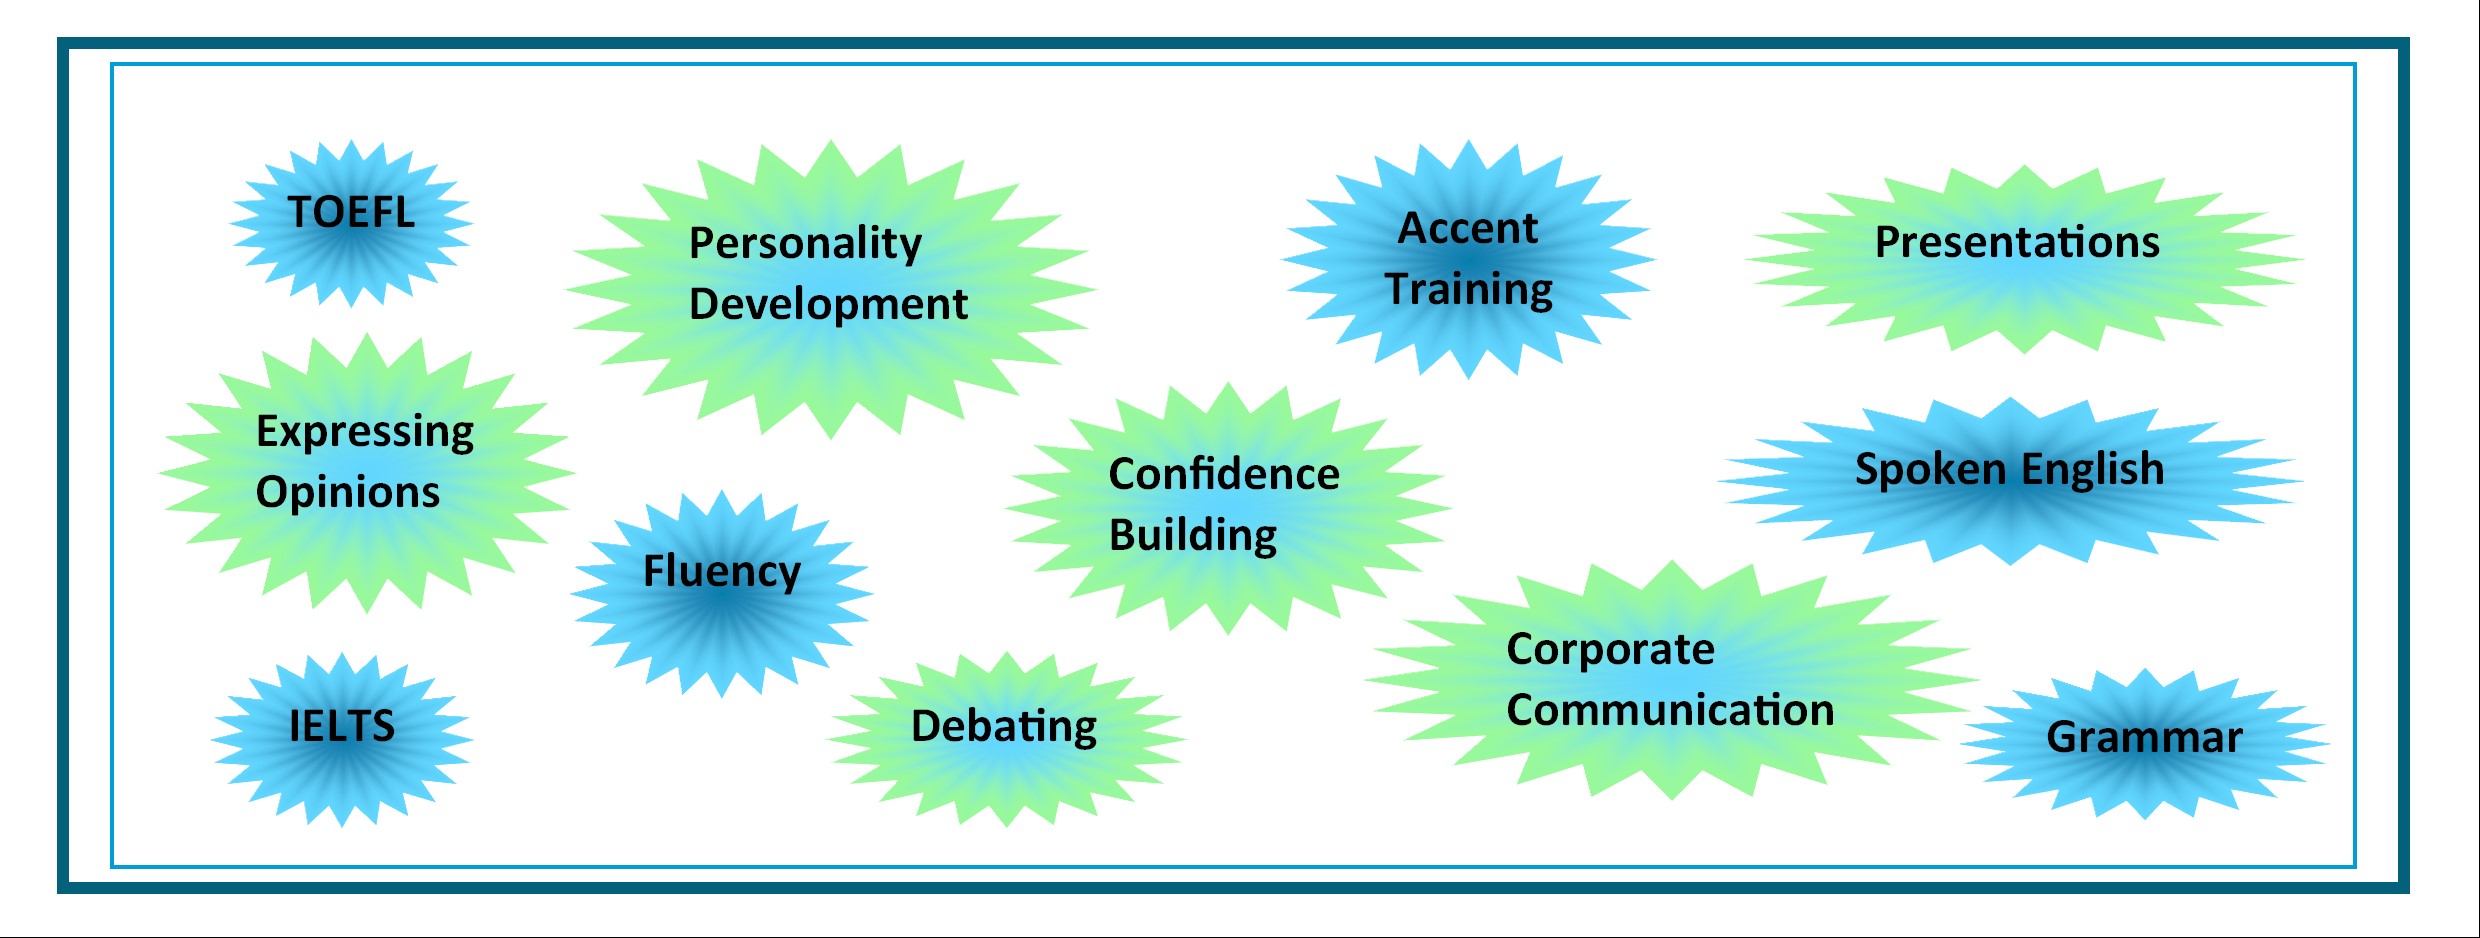 TOEFL
Personality
Development
Accent
Training
Presentations
Expressing
Opinions
Confidence
Building
Spoken English
Fluency
Corporate
Communication
IELTS
Debating
Grammar